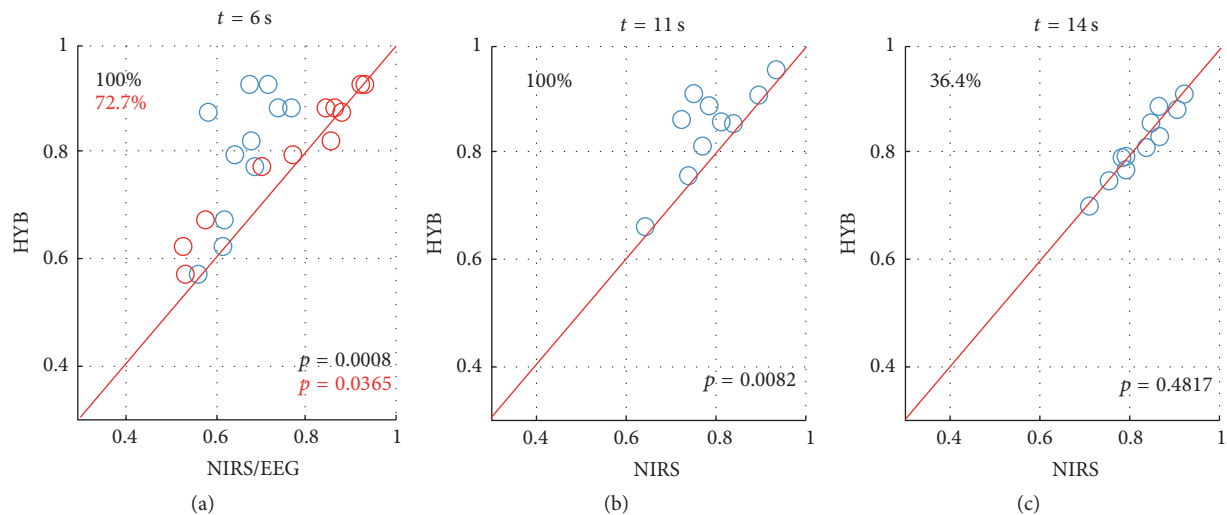 t = 6 s
1
100%
72.7%
0.8
HYB
0.6
0.4
p = 0.0008
p = 0.0365
0.4
0.6
0.8
1
NIRS/EEG
(a)
t = 11 s
1
100%
0.8
HYB
0.6
0.4
p = 0.0082
0.4
0.6
0.8
1
NIRS
(b)
t = 14 s
1
36.4%
0.8
HYB
0.6
0.4
p = 0.4817
0.4
0.6
0.8
1
NIRS
(c)